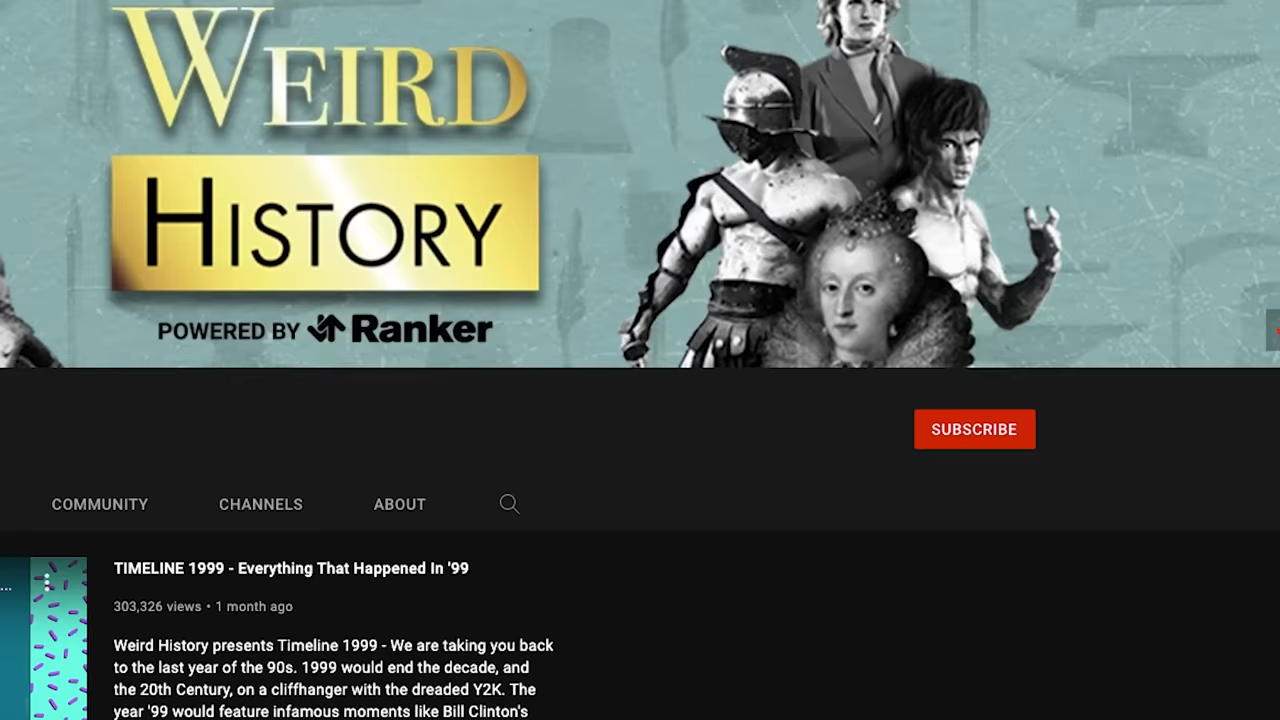 WEIRD
HISTORY
POWERED BY Ranker
SUBSCRIBE
COMMUNITY CHANNELS ABOUT
...
TIMELINE 1999 - Everything That Happened In '99
303,326 views • 1 month ago
Weird History presents Timeline 1999 - We are taking you back
to the last year of the 90s. 1999 would end the decade, and
the 20th Century, on a cliffhanger with the dreaded Y2K. The
year '99 would feature infamous moments like Bill Clinton's